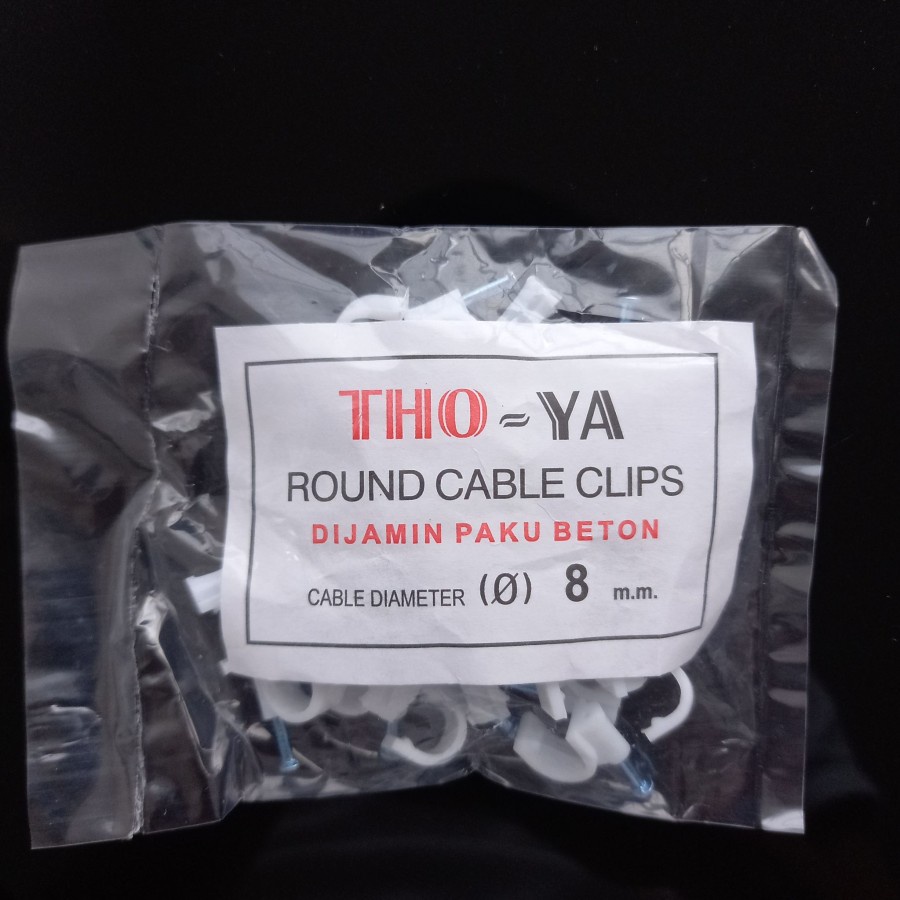 THO ~ YA
ROUND CABLE CLIPS
DIJAMIN PAKU BETON
CABLE DIAMETER (Ø) 8 m.m.